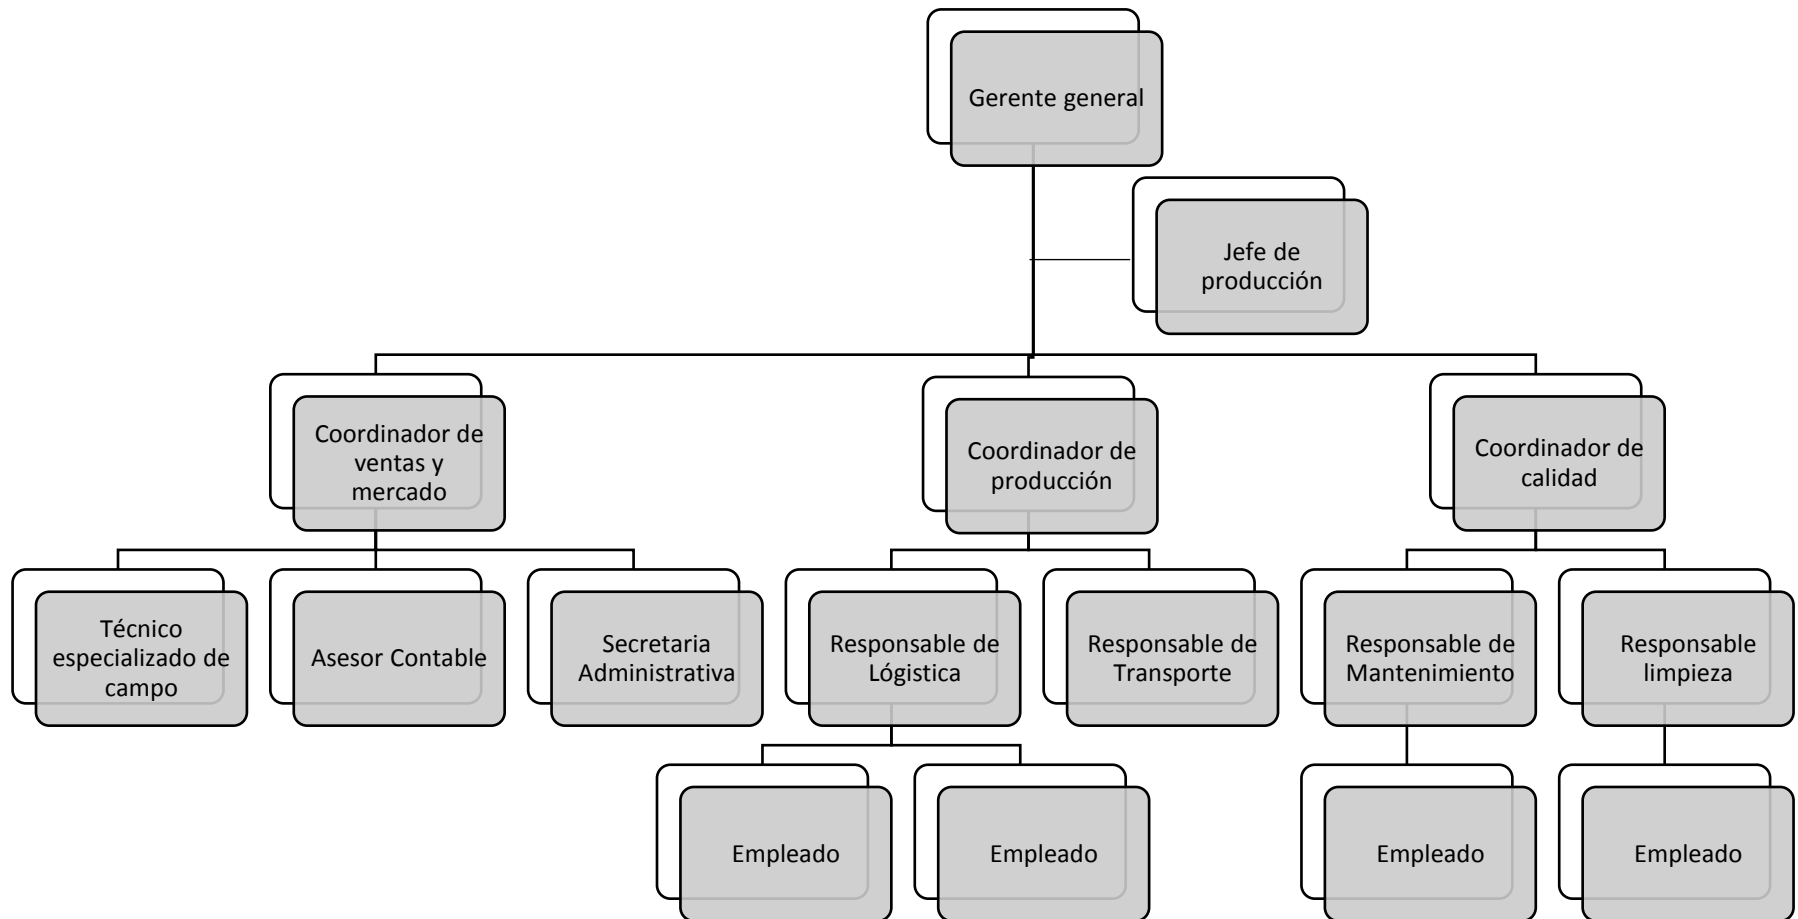 Gerente general
Jefe de
producción
Coordinador de
ventas y
mercado
Coordinador de
producción
Coordinador de
calidad
Técnico
especializado de
campo
Asesor Contable
Secretaria
Administrativa
Responsable de
Lógistica
Responsable de
Transporte
Responsable de
Mantenimiento
Responsable
limpieza
Empleado
Empleado
Empleado
Empleado